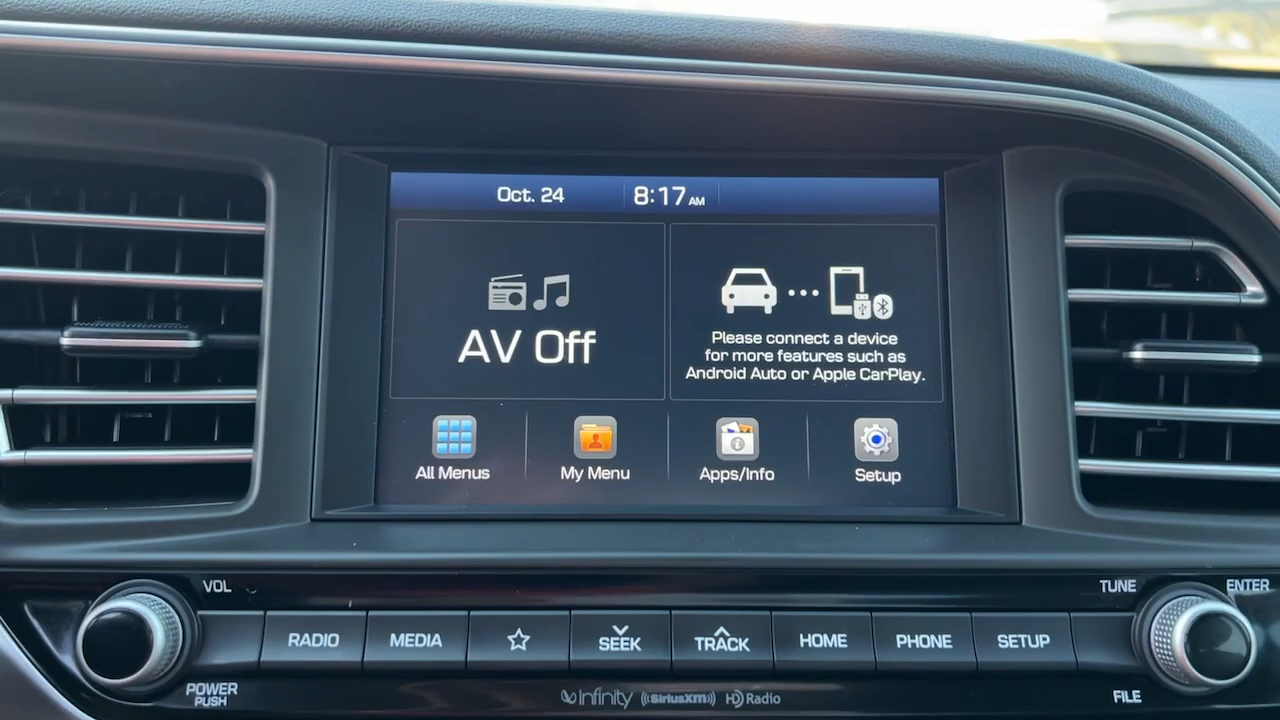 Oct. 24
8:17 AM
AV Off
Please connect a device
for more features such as
Android Auto or Apple CarPlay.
All Menus
My Menu
Apps/Info
Setup
VOL
TUNE
ENTER
RADIO
MEDIA
SEEK
TRACK
HOME
PHONE
SETUP
POWER
PUSH
FILE
Infinity
((SiriusXM))
HD Radio